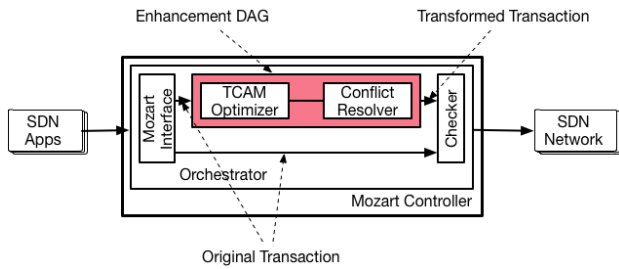 Enhancement DAG
Transformed Transaction
SDN
Apps
Mozart
Interface
TCAM
Optimizer
Conflict
Resolver
Checker
SDN
Network
Orchestrator
Mozart Controller
Original Transaction